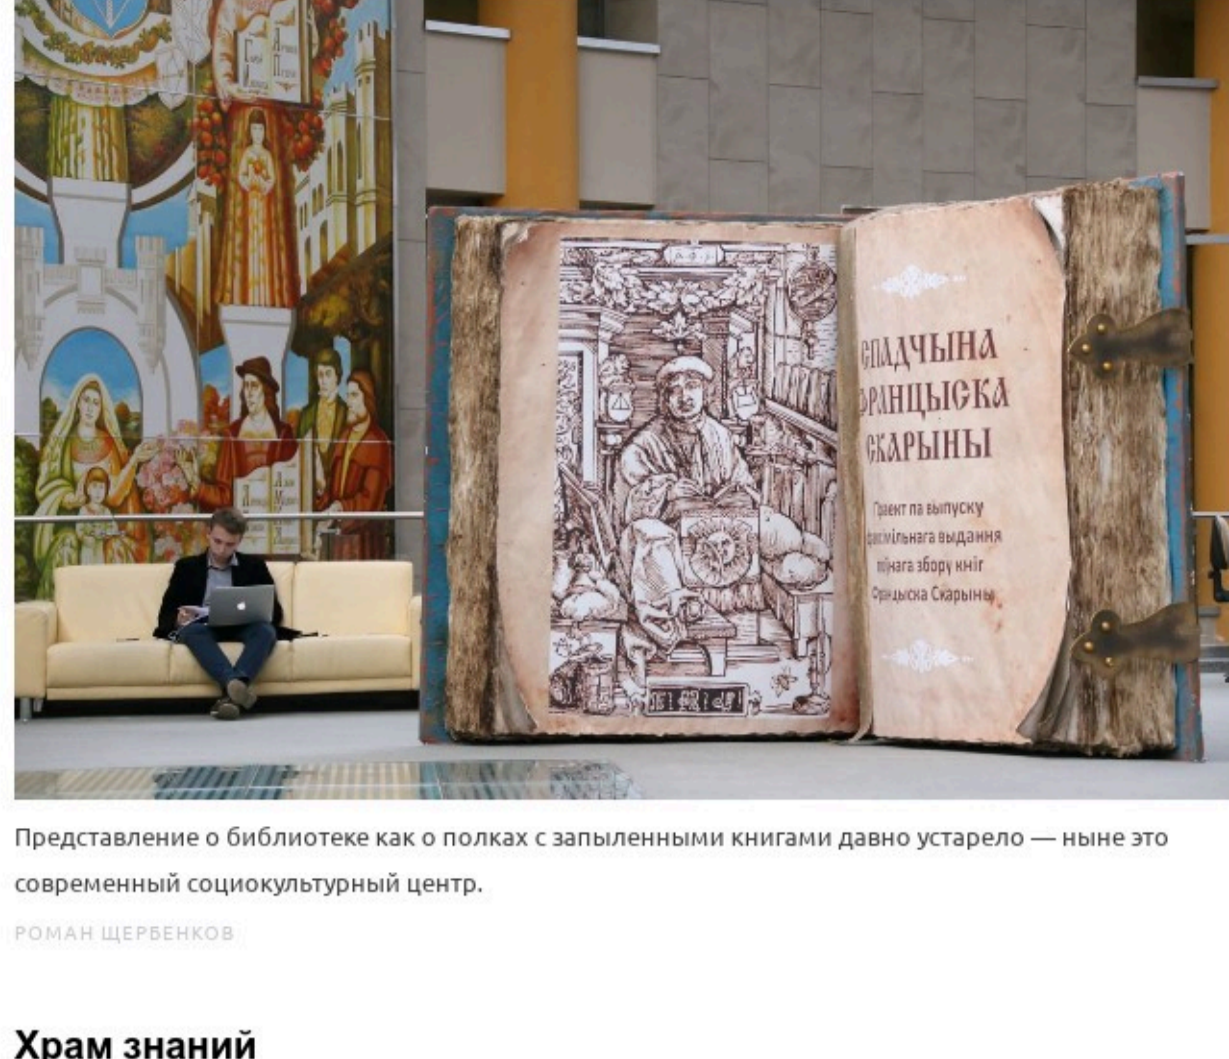 СПАДЧЫНА
ФРАНЦЫСКА
СКАРЫНЫ
Праект па выпуску
факсімільнага выдання
поўнага збору кніг
Францыска Скарыны
Представление о библиотеке как о полках с запыленными книгами давно устарело — ныне это
современный социокультурный центр.
РОМАН ЩЕРБЕНКОВ
Храм знаний